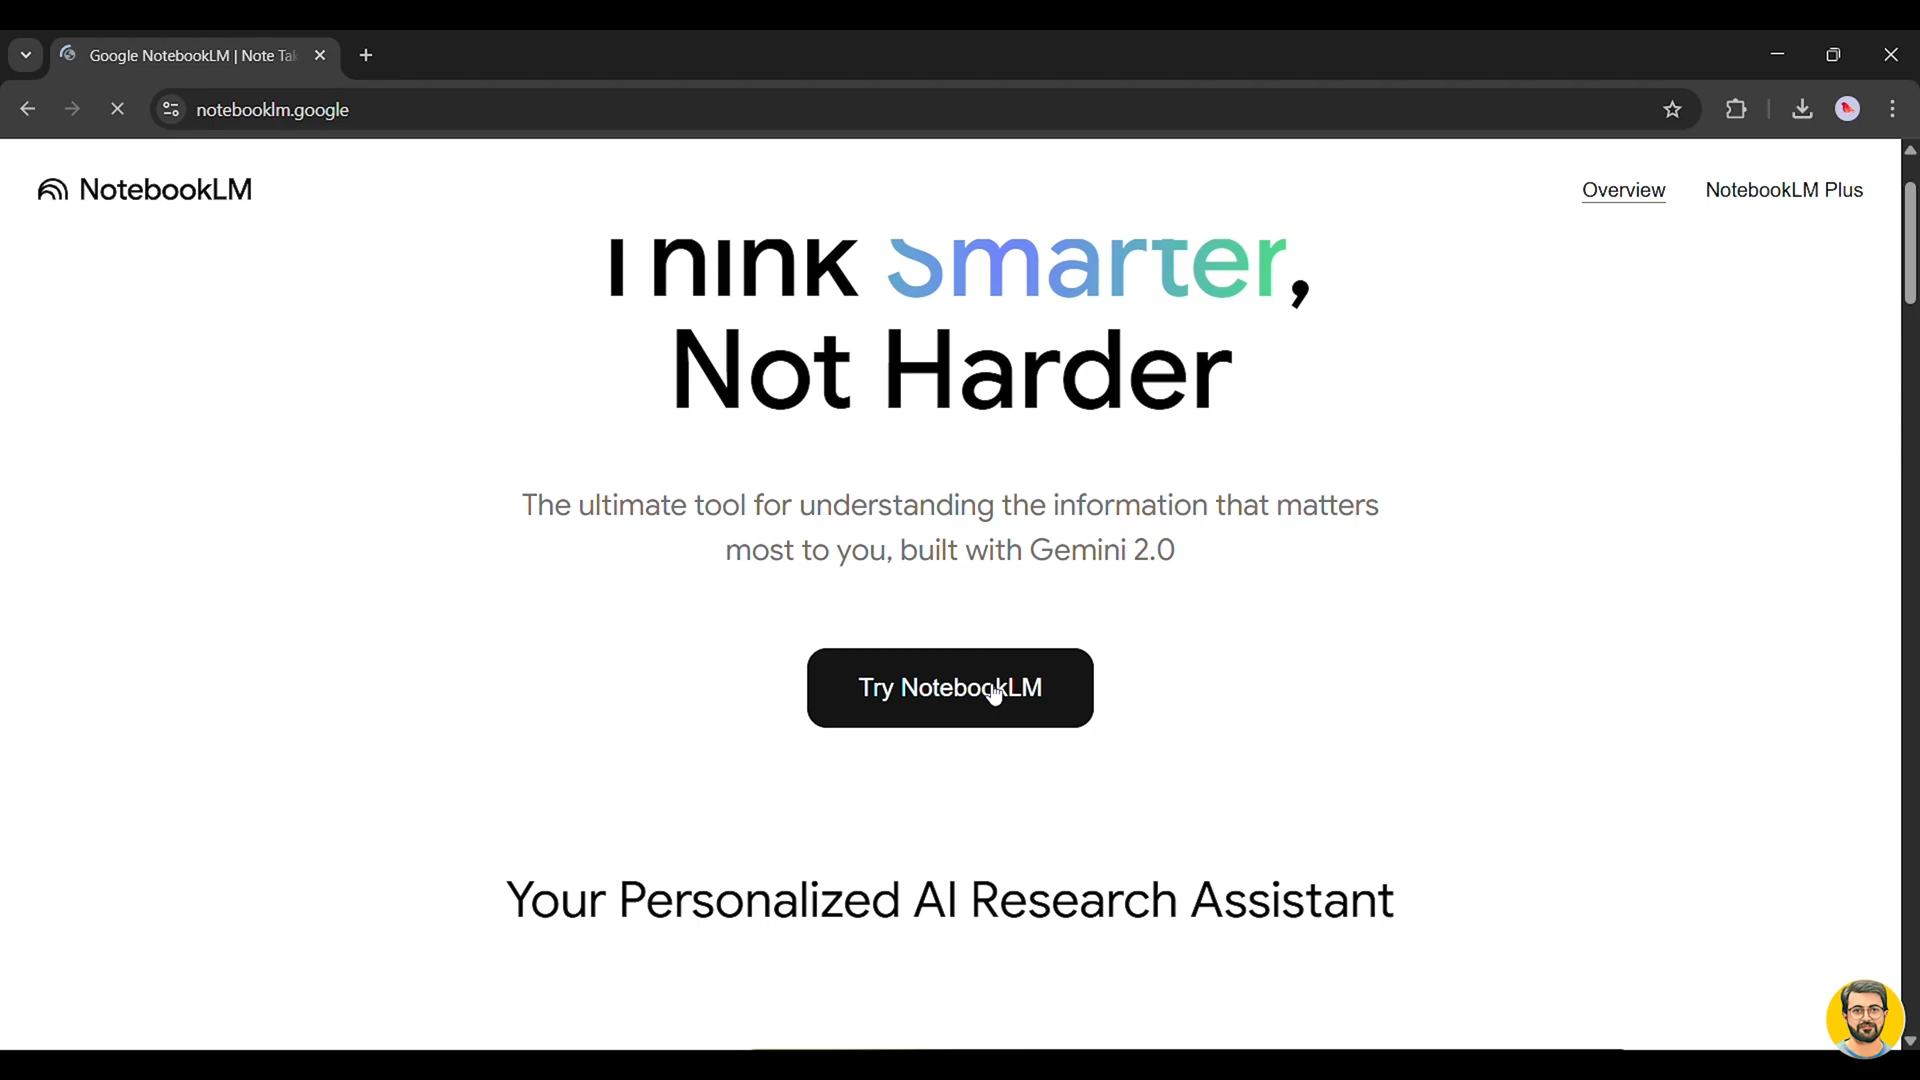 Google NotebookLM | Note Tak
notebooklm.google
NotebookLM
Overview
NotebookLM Plus
Think Smarter,
Not Harder
The ultimate tool for understanding the information that matters
most to you, built with Gemini 2.0
Try NotebookLM
Your Personalized AI Research Assistant